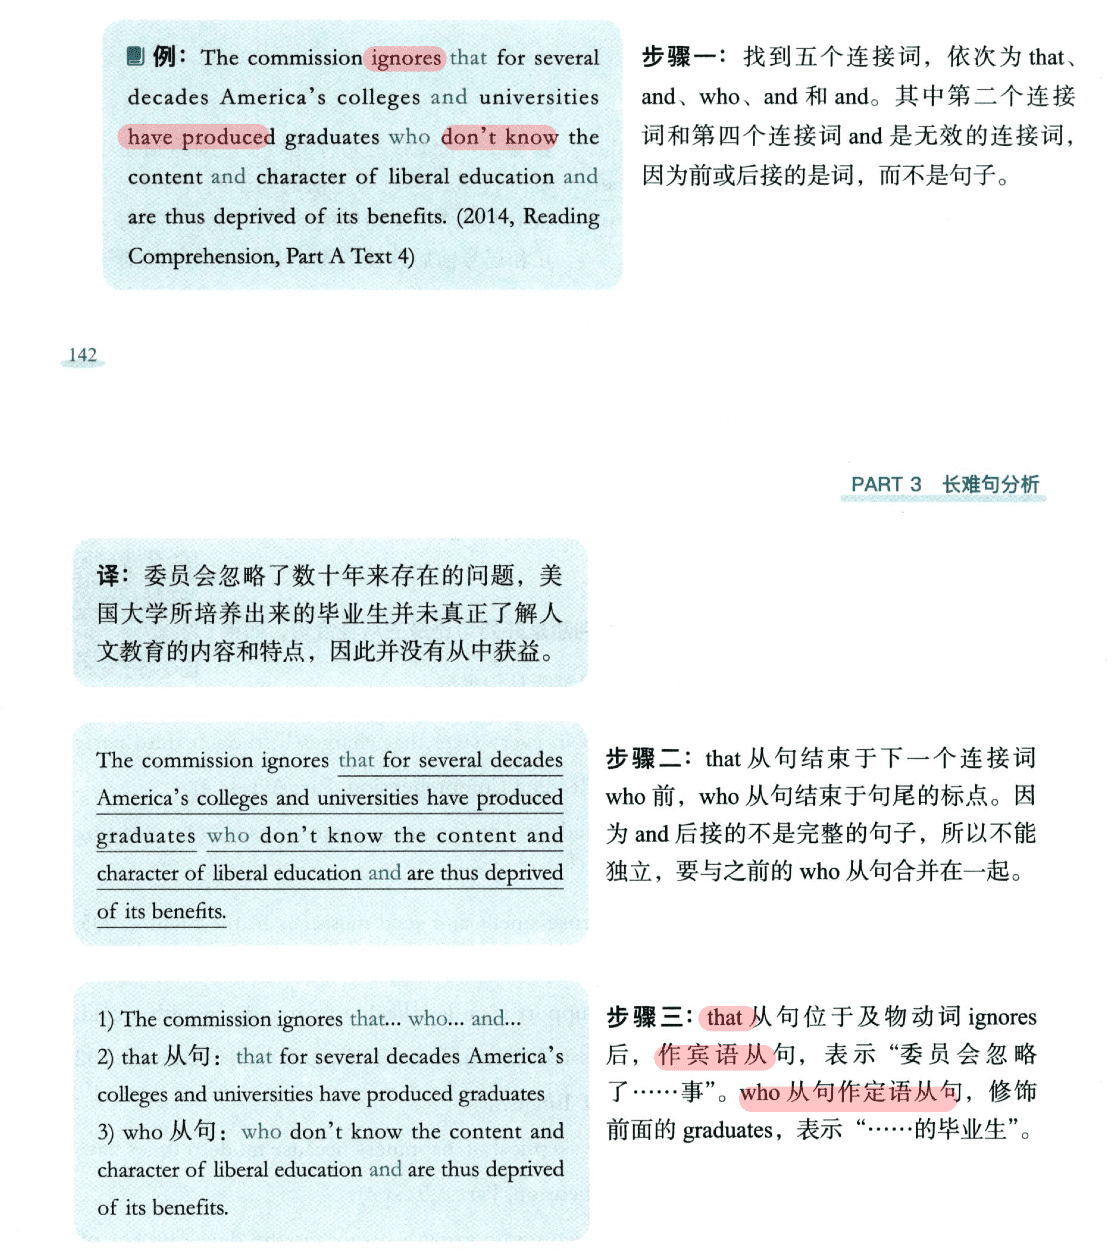 例：The commission ignores that for several
decades America's colleges and universities
have produced graduates who don't know the
content and character of liberal education and
are thus deprived of its benefits. (2014, Reading
Comprehension, Part A Text 4)
步骤一：找到五个连接词，依次为 that、
and、who、and 和 and。其中第二个连接
词和第四个连接词 and 是无效的连接词，
因为前或后接的是词，而不是句子。
142
PART 3 长难句分析
译：委员会忽略了数十年来存在的问题，美
国大学所培养出来的毕业生并未真正了解人
文教育的内容和特点，因此并没有从中获益。
The commission ignores that for several decades
America's colleges and universities have produced
graduates who don't know the content and
character of liberal education and are thus deprived
of its benefits.
步骤二：that 从句结束于下一个连接词
who 前，who 从句结束于句尾的标点。因
为 and 后接的不是完整的句子，所以不能
独立，要与之前的 who 从句合并在一起。
1) The commission ignores that... who... and...
2) that 从句：that for several decades America's
colleges and universities have produced graduates
3) who 从句：who don't know the content and
character of liberal education and are thus deprived
of its benefits.
步骤三：that 从句位于及物动词 ignores
后，作宾语从句，表示“委员会忽略
了……事”。who 从句作定语从句，修饰
前面的 graduates，表示“……的毕业生”。